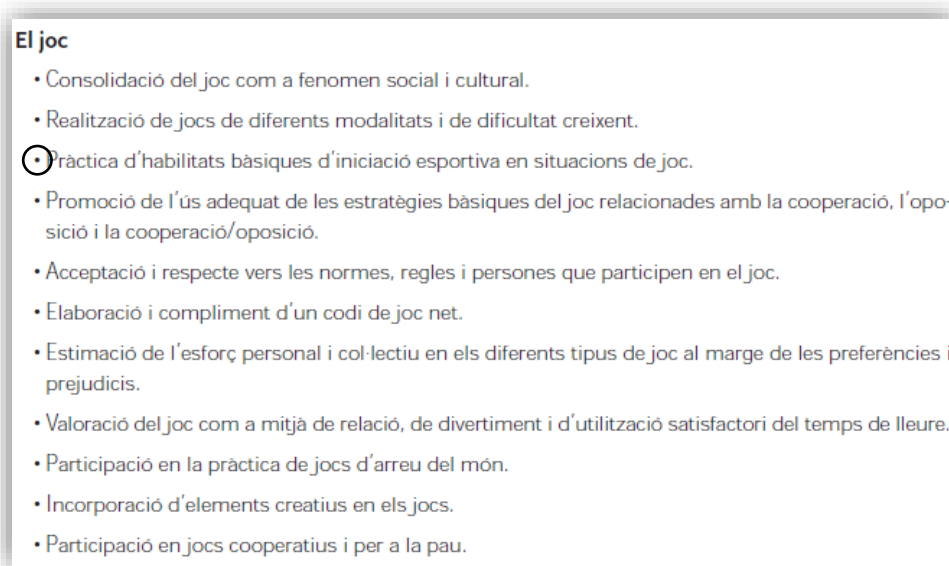 El joc
• Consolidació del joc com a fenomen social i cultural.
• Realització de jocs de diferents modalitats i de dificultat creixent.
• Pràctica d'habilitats bàsiques d'iniciació esportiva en situacions de joc.
• Promoció de l'ús adequat de les estratègies bàsiques del joc relacionades amb la cooperació, l'opo-
sició i la cooperació/oposició.
• Acceptació i respecte vers les normes, regles i persones que participen en el joc.
• Elaboració i compliment d'un codi de joc net.
• Estimació de l'esforç personal i col·lectiu en els diferents tipus de joc al marge de les preferències i
prejudicis.
• Valoració del joc com a mitjà de relació, de divertiment i d'utilització satisfactori del temps de lleure.
• Participació en la pràctica de jocs d'arreu del món.
• Incorporació d'elements creatius en els jocs.
• Participació en jocs cooperatius i per a la pau.